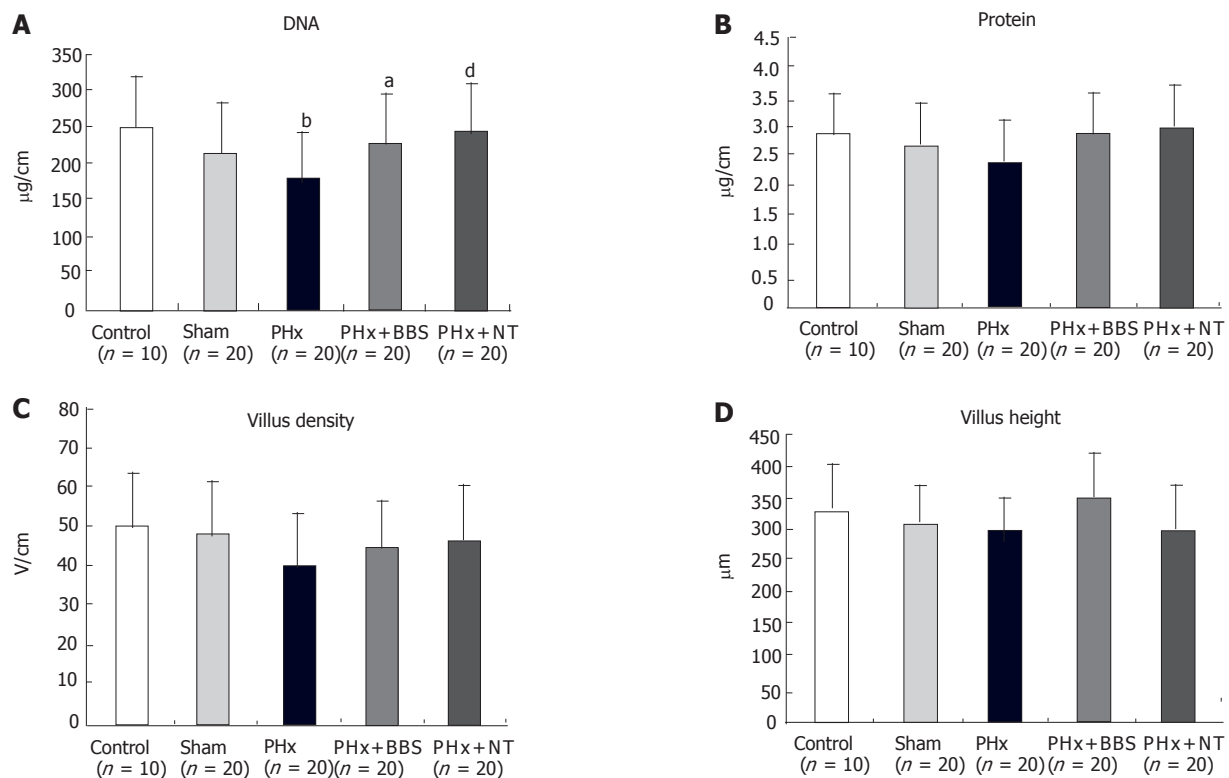 A
DNA
350
300
250
200
150
100
50
0
μg/cm
b
a
d
Control
(n = 10)
Sham
(n = 20)
PHx
(n = 20)
PHx+BBS
(n = 20)
PHx+NT
(n = 20)
B
Protein
4.5
4.0
3.5
3.0
2.5
2.0
1.5
1.0
0.5
0
μg/cm
Control
(n = 10)
Sham
(n = 20)
PHx
(n = 20)
PHx+BBS
(n = 20)
PHx+NT
(n = 20)
C
Villus density
80
70
60
50
40
30
20
10
0
V/cm
Control
(n = 10)
Sham
(n = 20)
PHx
(n = 20)
PHx+BBS
(n = 20)
PHx+NT
(n = 20)
D
Villus height
450
400
350
300
250
200
150
100
50
0
μm
Control
(n = 10)
Sham
(n = 20)
PHx
(n = 20)
PHx+BBS
(n = 20)
PHx+NT
(n = 20)